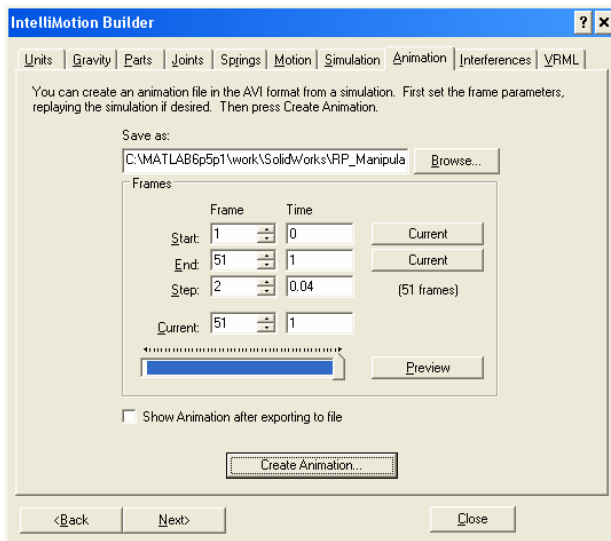 IntelliMotion Builder
Units Gravity Parts Joints Springs Motion Simulation Animation Interferences VRML
You can create an animation file in the AVI format from a simulation. First set the frame parameters,
replaying the simulation if desired. Then press Create Animation.
Save as:
C:\MATLAB6p5p1\work\SolidWorks\RP_Manipula Browse...
Frames
Frame Time
Start: 1 0 Current
End: 51 1 Current
Step: 2 0.04 (51 frames)
Current: 51 1
Preview
Show Animation after exporting to file
Create Animation...
<Back Next> Close